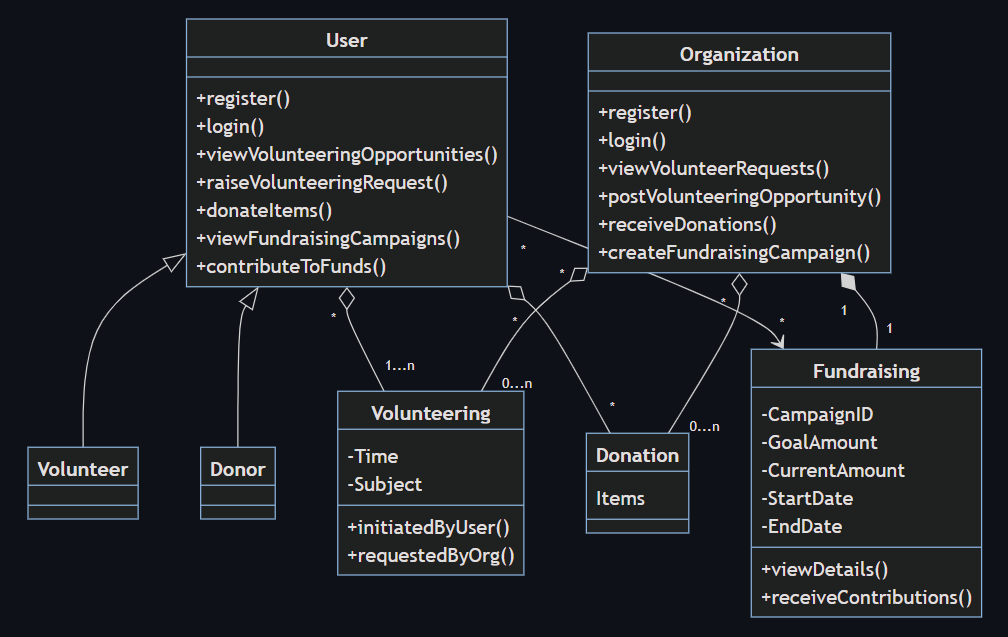 User
+register()
+login()
+viewVolunteeringOpportunities()
+raiseVolunteeringRequest()
+donateItems()
+viewFundraisingCampaigns()
+contributeToFunds()
Organization
+register()
+login()
+viewVolunteerRequests()
+postVolunteeringOpportunity()
+receiveDonations()
+createFundraisingCampaign()
*
*
*
*
*
*
1
1
1...n
0...n
*
0...n
Volunteer
Donor
Volunteering
-Time
-Subject
+initiatedByUser()
+requestedByOrg()
Donation
Items
Fundraising
-CampaignID
-GoalAmount
-CurrentAmount
-StartDate
-EndDate
+viewDetails()
+receiveContributions()